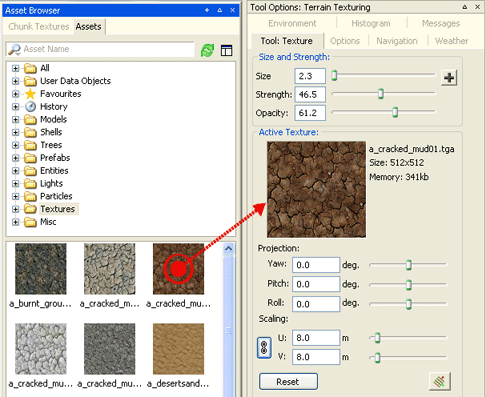 Asset Browser
Chunk Textures Assets
Asset Name
All
User Data Objects
Favourites
History
Models
Shells
Trees
Prefabs
Entities
Lights
Particles
Textures
Misc
a_burnt_grou... a_cracked_m... a_cracked_mu...
a_cracked_mu... a_cracked_mu... a_desertsand...
Tool Options: Terrain Texturing
Environment Histogram Messages
Tool: Texture Options Navigation Weather
Size and Strength:
Size 2.3
Strength: 46.5
Opacity: 61.2
Active Texture:
a_cracked_mud01.tga
Size: 512x512
Memory: 341kb
Projection:
Yaw: 0.0 deg.
Pitch: 0.0 deg.
Roll: 0.0 deg.
Scaling:
U: 8.0 m
V: 8.0 m
Reset